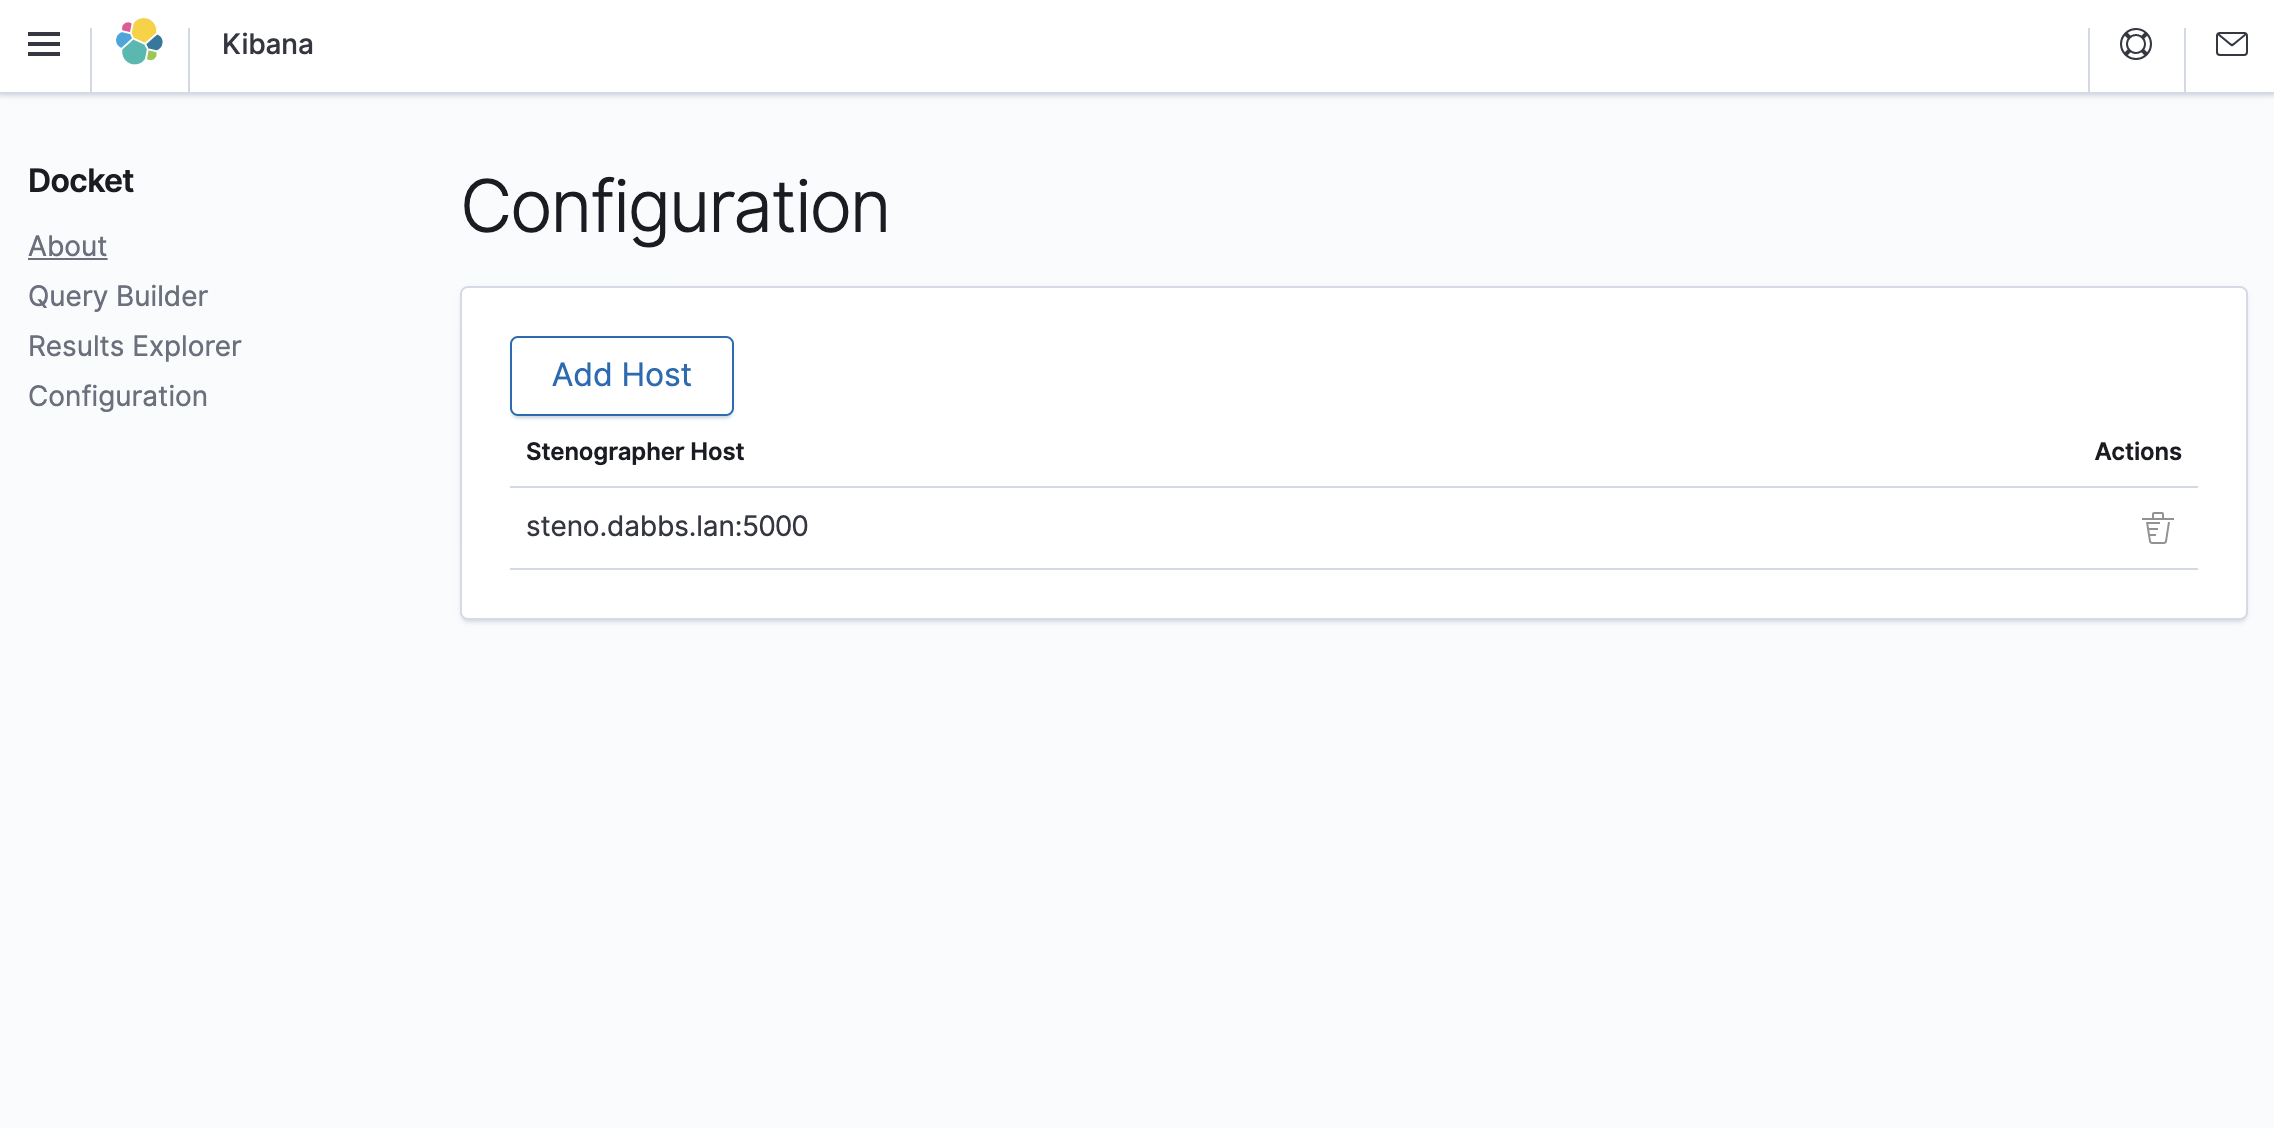 Kibana
Docket
About
Query Builder
Results Explorer
Configuration
Configuration
Add Host
Stenographer Host Actions
steno.dabbs.lan:5000